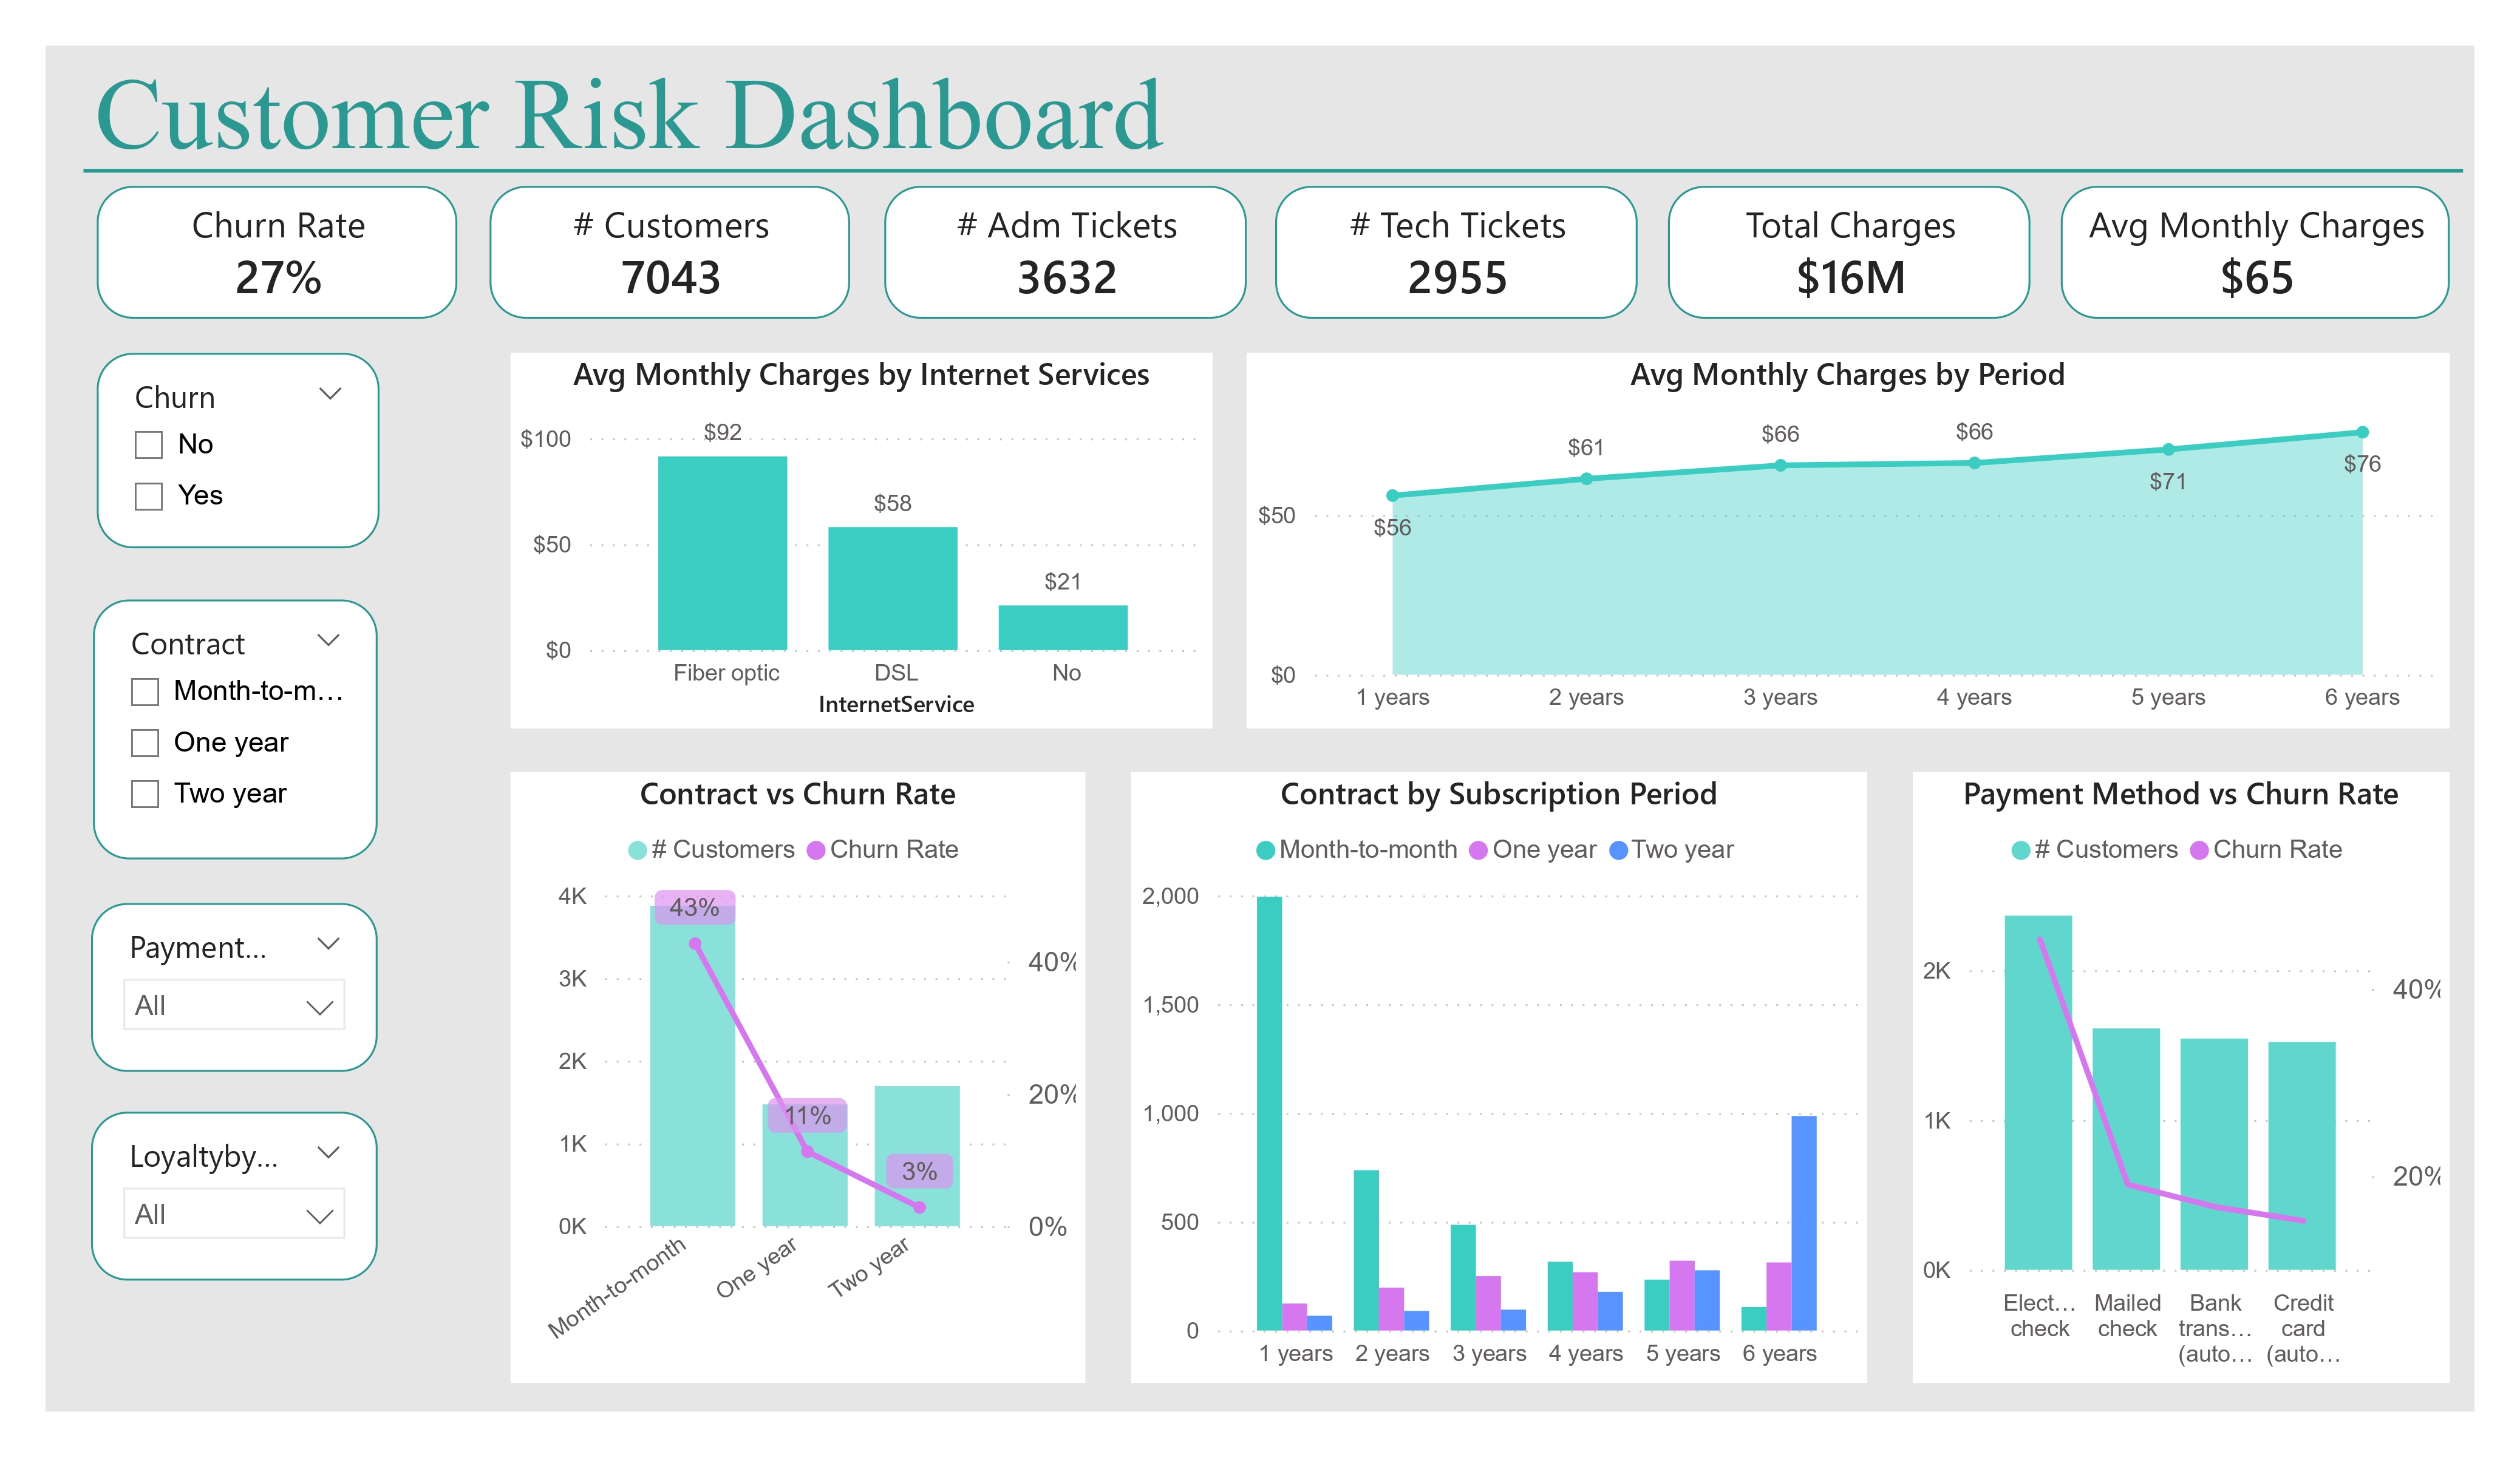 Customer Risk Dashboard
Churn Rate
27%
# Customers
7043
# Adm Tickets
3632
# Tech Tickets
2955
Total Charges
$16M
Avg Monthly Charges
$65
Churn
No
Yes
Contract
Month-to-m...
One year
Two year
Payment...
All
Loyaltyby...
All
Avg Monthly Charges by Internet Services
$100
$50
$0
$92
$58
$21
Fiber optic
DSL
No
InternetService
Avg Monthly Charges by Period
$50
$0
$56
$61
$66
$66
$71
$76
1 years
2 years
3 years
4 years
5 years
6 years
Contract vs Churn Rate
# Customers
Churn Rate
4K
3K
2K
1K
0K
43%
11%
3%
40%
20%
0%
Month-to-month
One year
Two year
Contract by Subscription Period
Month-to-month
One year
Two year
2,000
1,500
1,000
500
0
1 years
2 years
3 years
4 years
5 years
6 years
Payment Method vs Churn Rate
# Customers
Churn Rate
2K
1K
0K
40%
20%
Elect...
check
Mailed
check
Bank
trans...
(auto...
Credit
card
(auto...